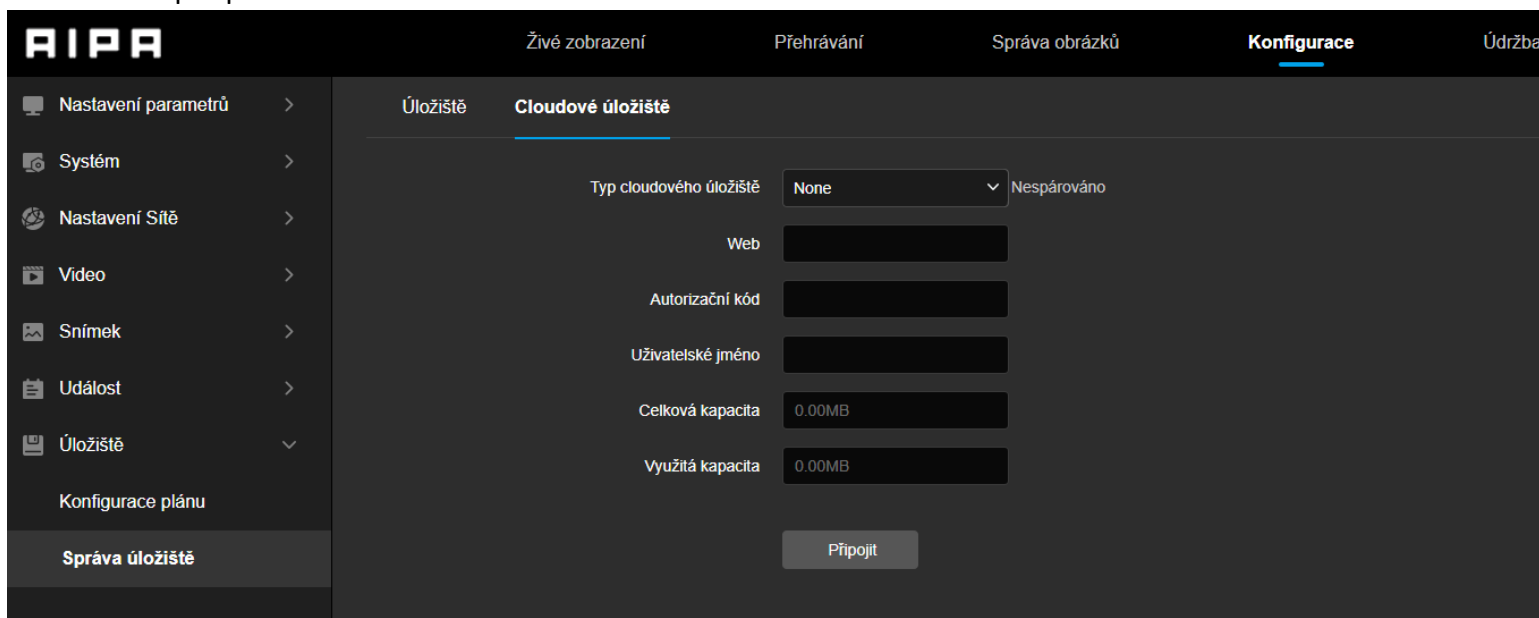 AIPA
Živé zobrazení
Přehrávání
Správa obrázků
Konfigurace
Údržba
Nastavení parametrů
Systém
Nastavení Sítě
Video
Snímek
Událost
Úložiště
Konfigurace plánu
Správa úložiště
Úložiště
Cloudové úložiště
Typ cloudového úložiště
None
Nespárováno
Web
Autorizační kód
Uživatelské jméno
Celková kapacita
0.00MB
Využitá kapacita
0.00MB
Připojit